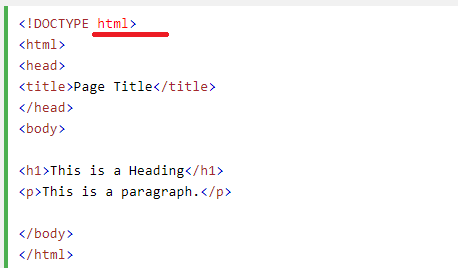 <!DOCTYPE html>
<html>
<head>
<title>Page Title</title>
</head>
<body>
<h1>This is a Heading</h1>
<p>This is a paragraph.</p>
</body>
</html>